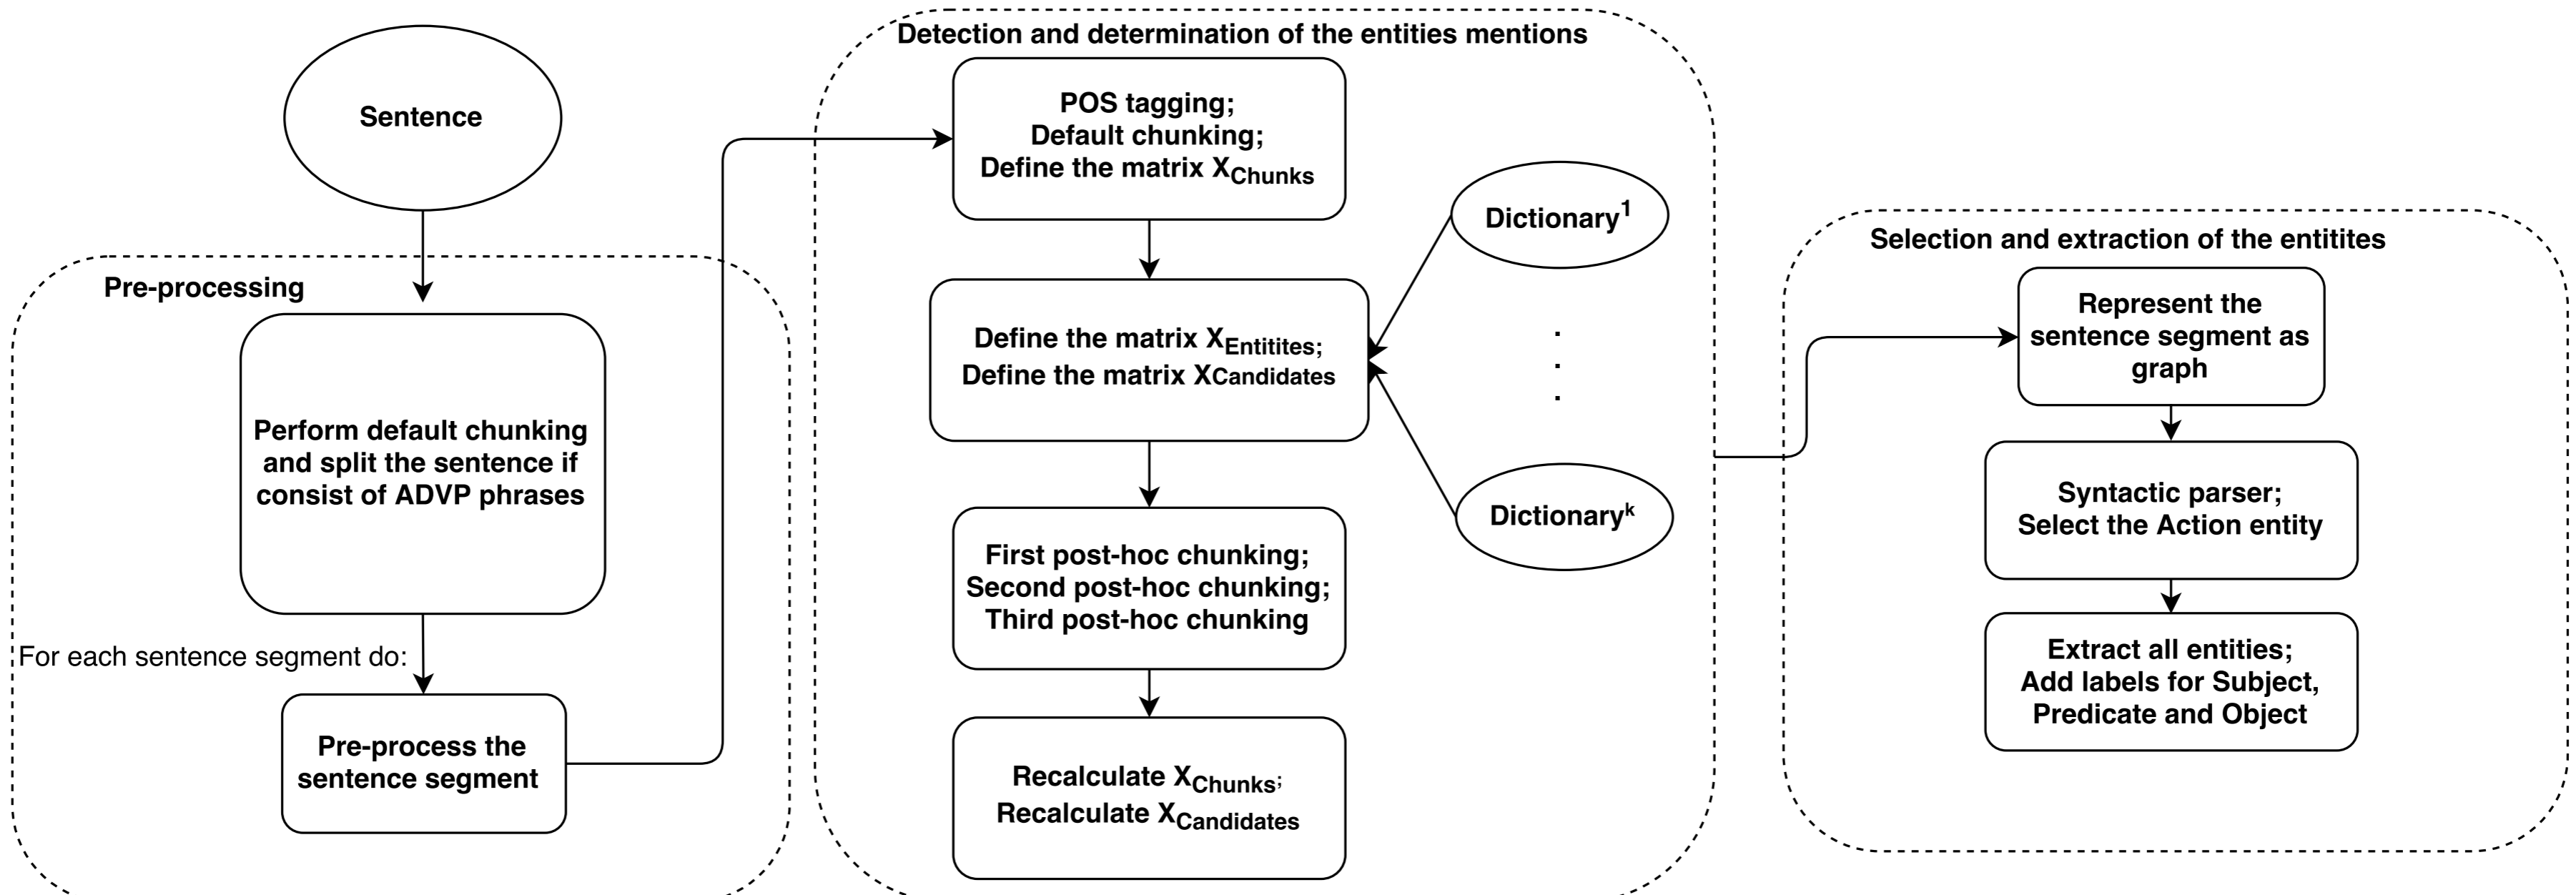 Sentence
Pre-processing
Perform default chunking
and split the sentence if
consist of ADVP phrases
For each sentence segment do:
Pre-process the
sentence segment
Detection and determination of the entities mentions
POS tagging;
Default chunking;
Define the matrix XChunks
Define the matrix XEntitites;
Define the matrix XCandidates
First post-hoc chunking;
Second post-hoc chunking;
Third post-hoc chunking
Recalculate XChunks;
Recalculate XCandidates
Dictionary1
.
.
.
Dictionaryk
Selection and extraction of the entitites
Represent the
sentence segment as
graph
Syntactic parser;
Select the Action entity
Extract all entities;
Add labels for Subject,
Predicate and Object